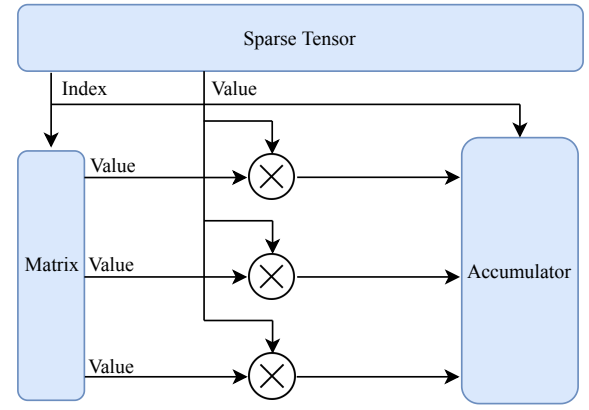 Sparse Tensor
Index
Value
Value
Matrix
Value
Accumulator
Value